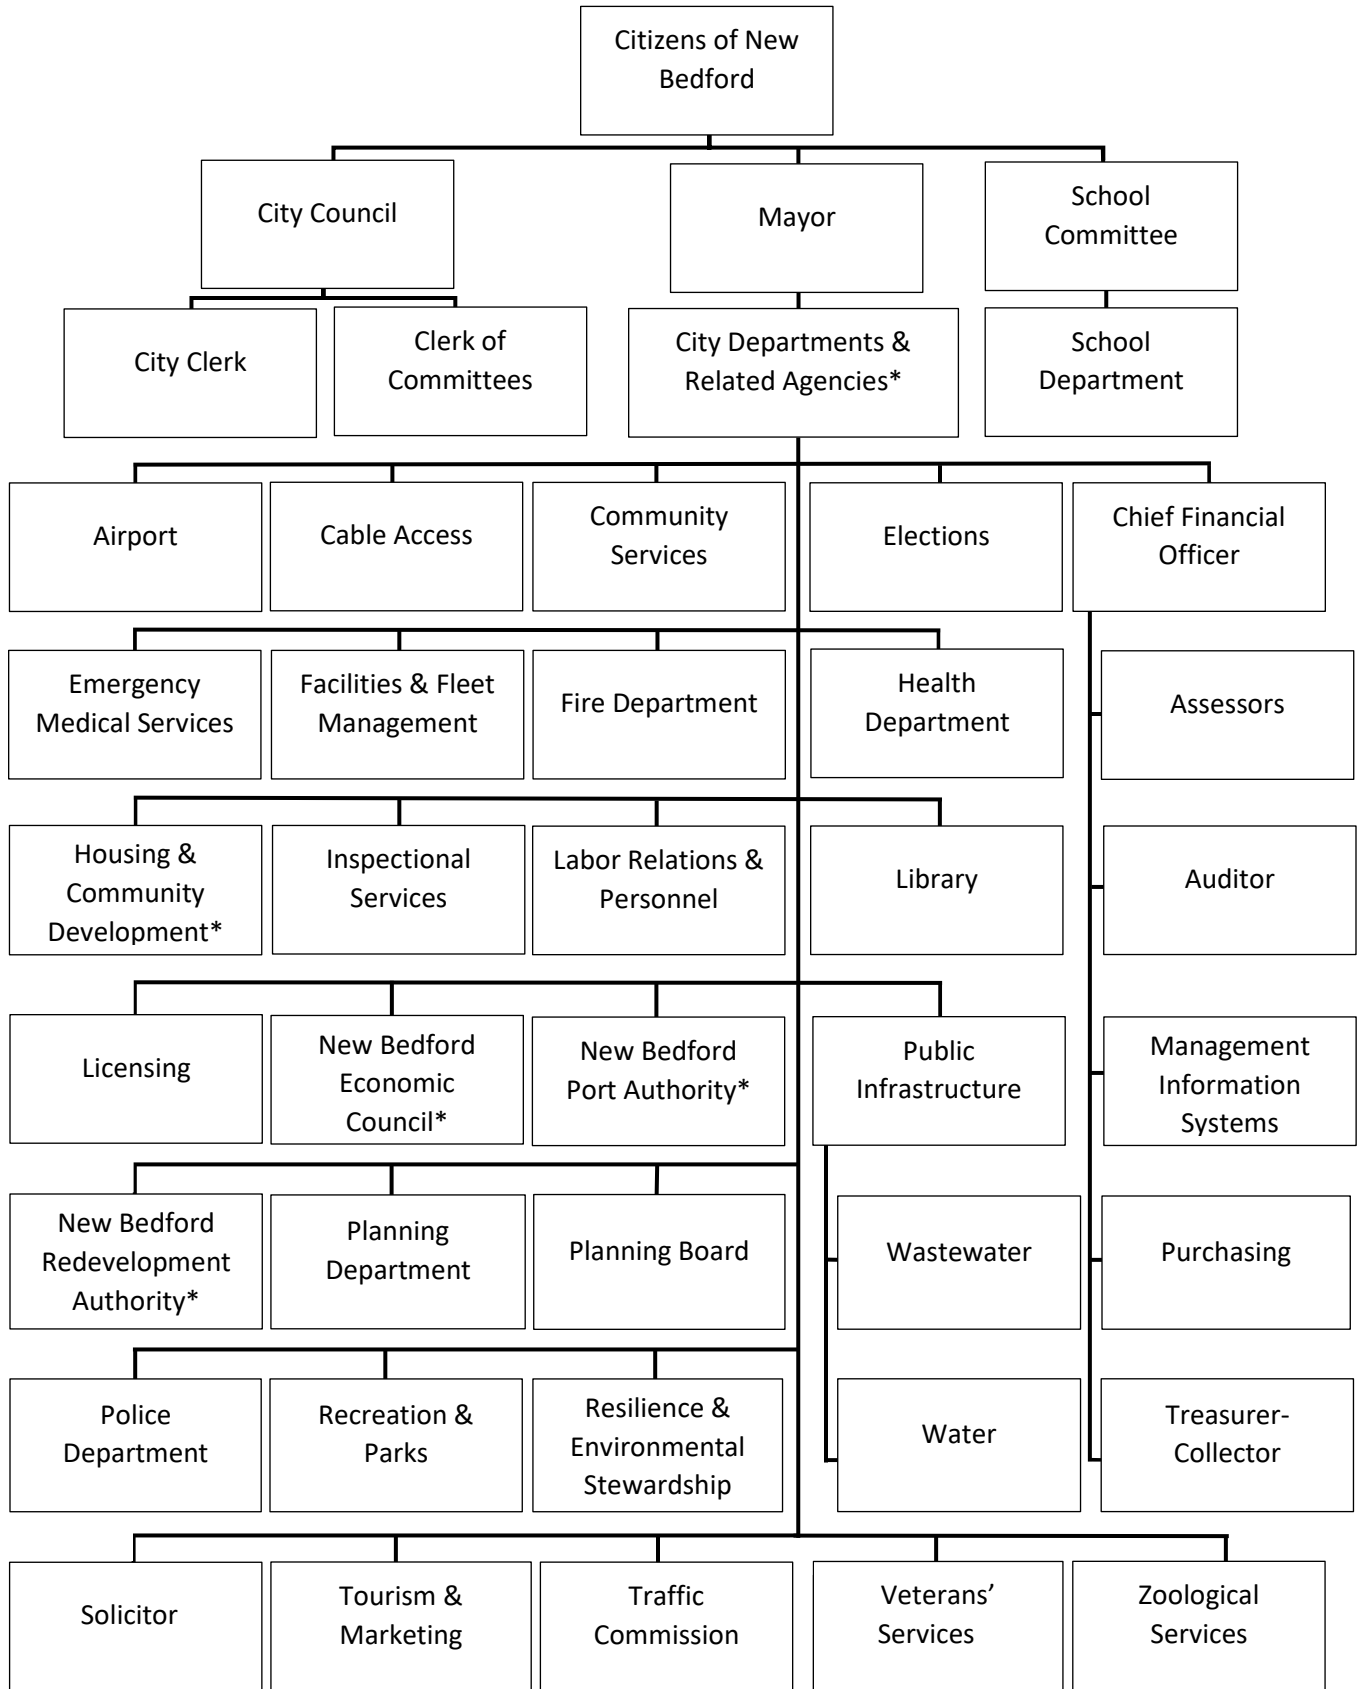 Citizens of New
Bedford
City Council
Mayor
School
Committee
City Clerk
Clerk of
Committees
City Departments &
Related Agencies*
School
Department
Airport
Cable Access
Community
Services
Elections
Chief Financial
Officer
Emergency
Medical Services
Facilities & Fleet
Management
Fire Department
Health
Department
Assessors
Housing &
Community
Development*
Inspectional
Services
Labor Relations &
Personnel
Library
Auditor
Licensing
New Bedford
Economic
Council*
New Bedford
Port Authority*
Public
Infrastructure
Management
Information
Systems
New Bedford
Redevelopment
Authority*
Planning
Department
Planning Board
Wastewater
Purchasing
Police
Department
Recreation &
Parks
Resilience &
Environmental
Stewardship
Water
Treasurer-
Collector
Solicitor
Tourism &
Marketing
Traffic
Commission
Veterans’
Services
Zoological
Services